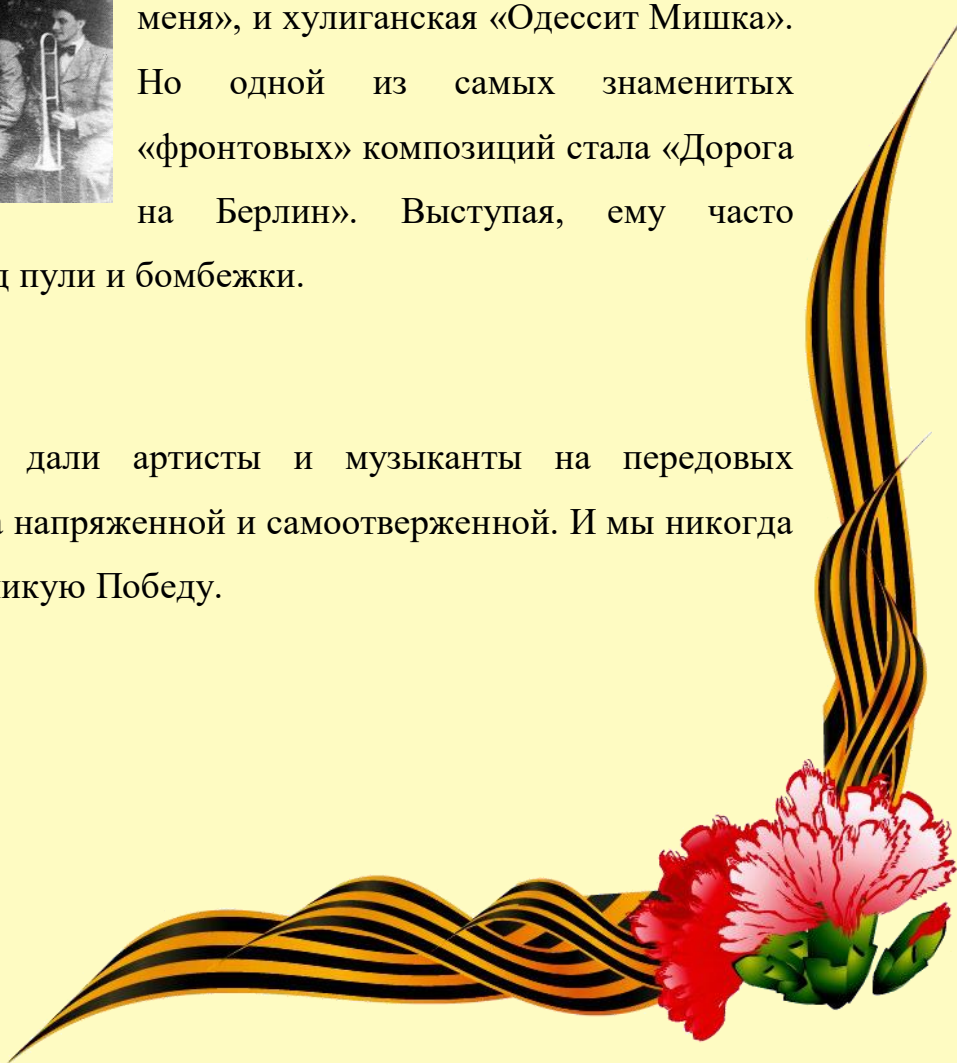 меня», и хулиганская «Одессит Мишка».
Но одной из самых знаменитых
«фронтовых» композиций стала «Дорога
на Берлин». Выступая, ему часто
пули и бомбежки.
дали артисты и музыканты на передовых
напряженной и самоотверженной. И мы никогда
Победу.